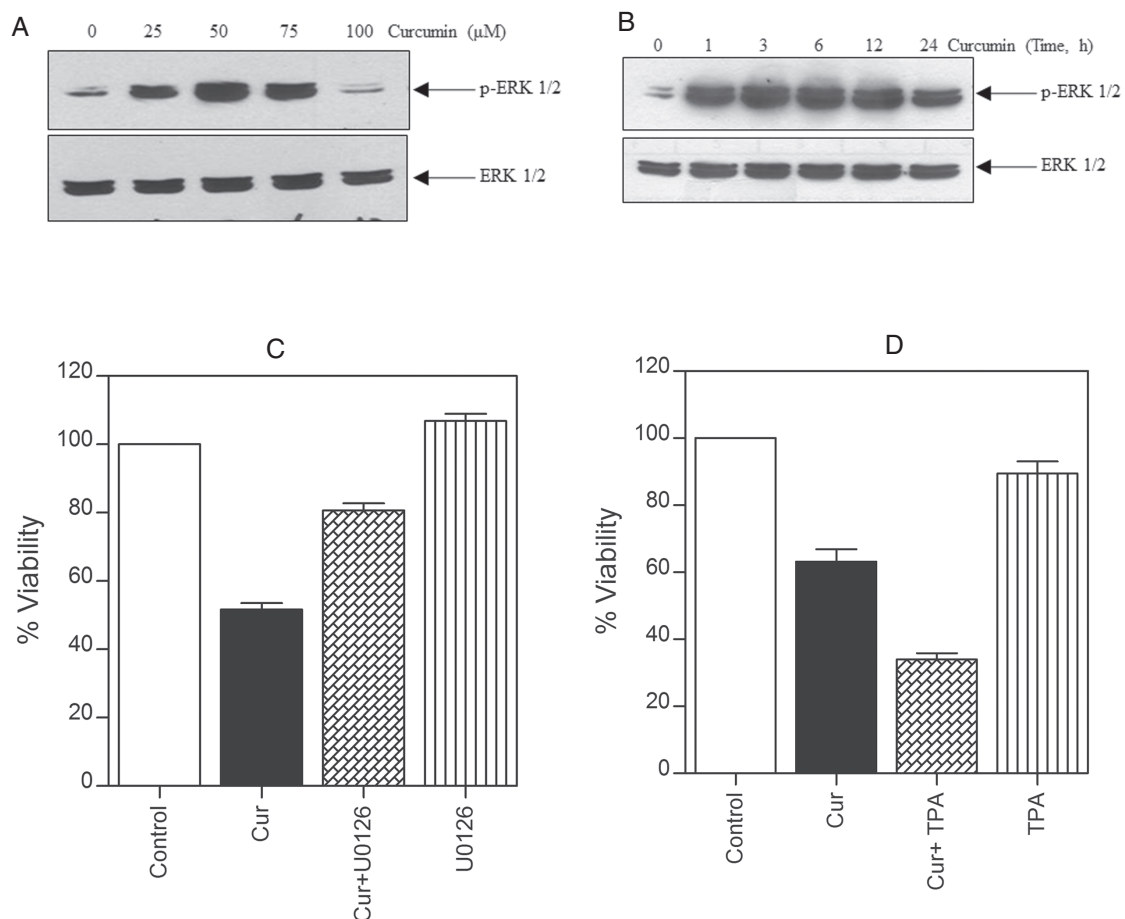 A
0 25 50 75 100 Curcumin (µM)
p-ERK 1/2
ERK 1/2
B
0 1 3 6 12 24 Curcumin (Time, h)
p-ERK 1/2
ERK 1/2
C
120
100
80
60
40
20
0
% Viability
Control
Cur
Cur+U0126
U0126
D
120
100
80
60
40
20
0
% Viability
Control
Cur
Cur+ TPA
TPA